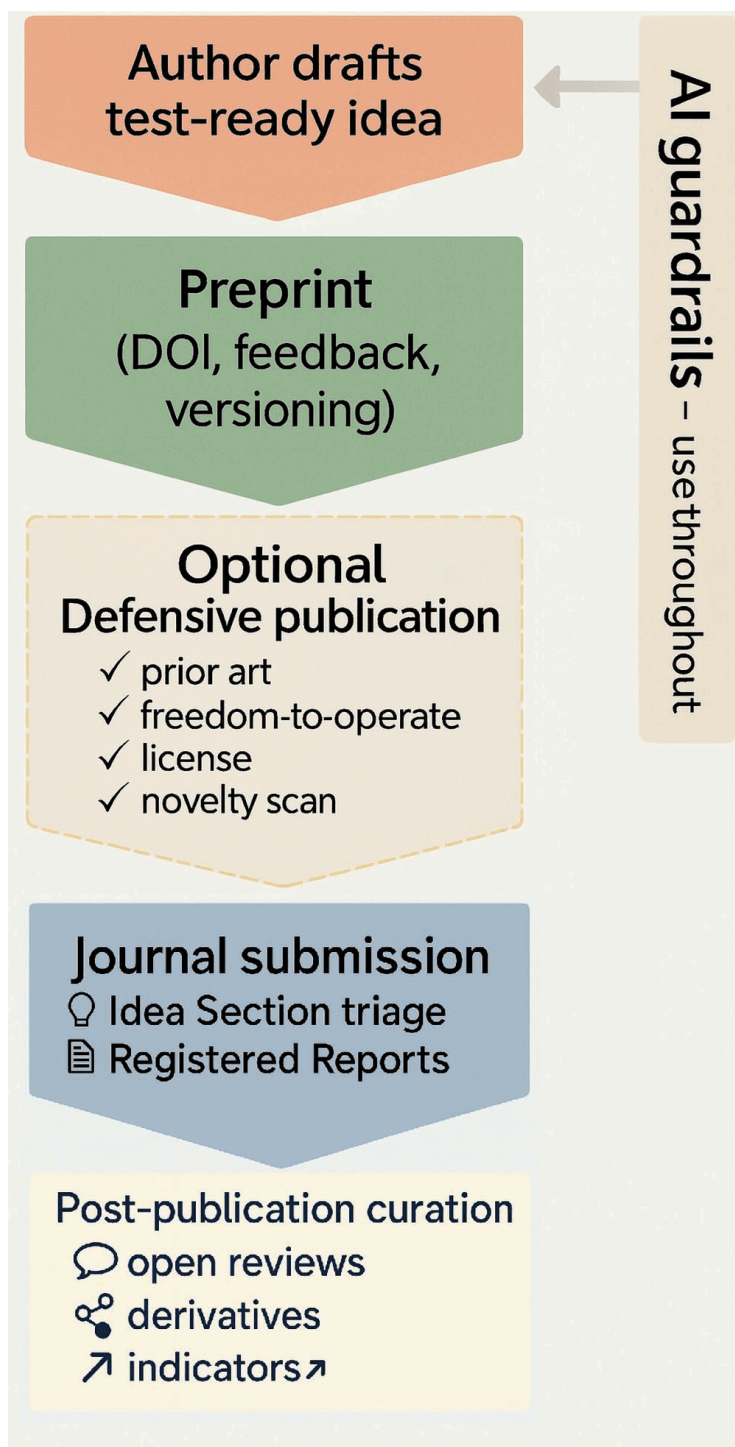 Author drafts
test-ready idea
AI guardrails – use throughout
Preprint
(DOI, feedback,
versioning)
Optional
Defensive publication
✓ prior art
✓ freedom-to-operate
✓ license
✓ novelty scan
Journal submission
Idea Section triage
Registered Reports
Post-publication curation
open reviews
derivatives
indicators